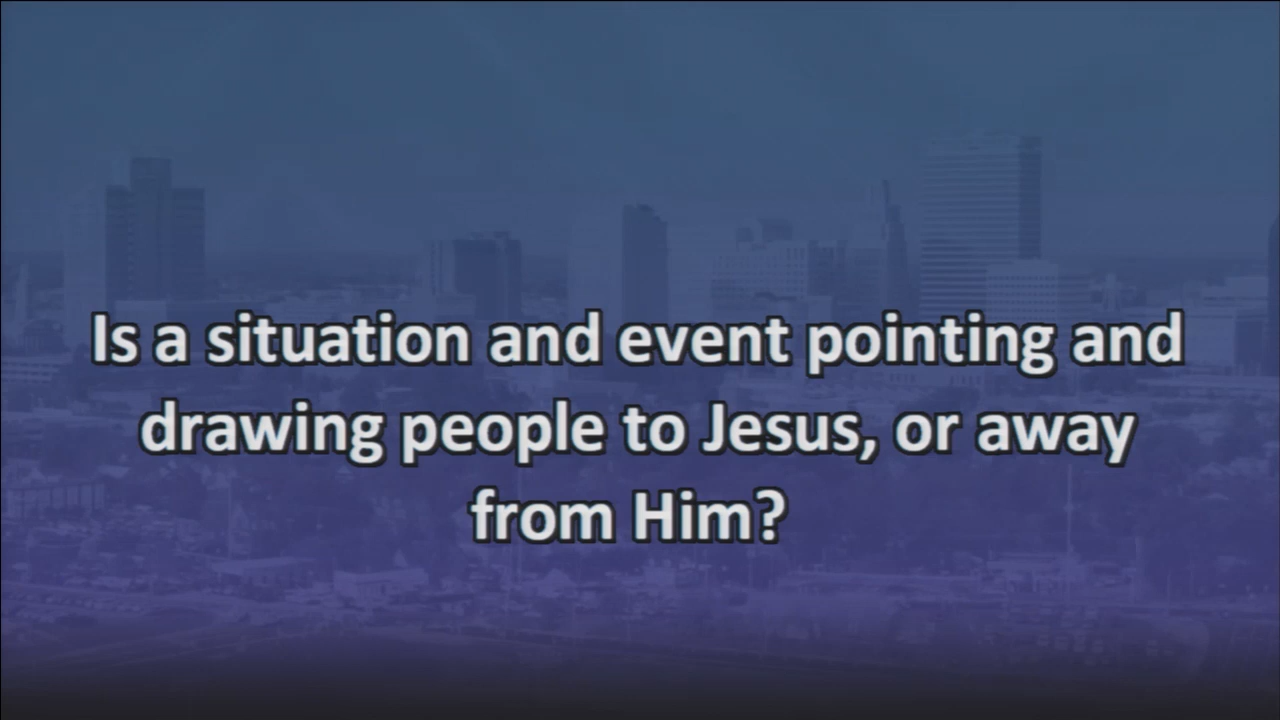 Is a situation and event pointing and
drawing people to Jesus, or away
from Him?